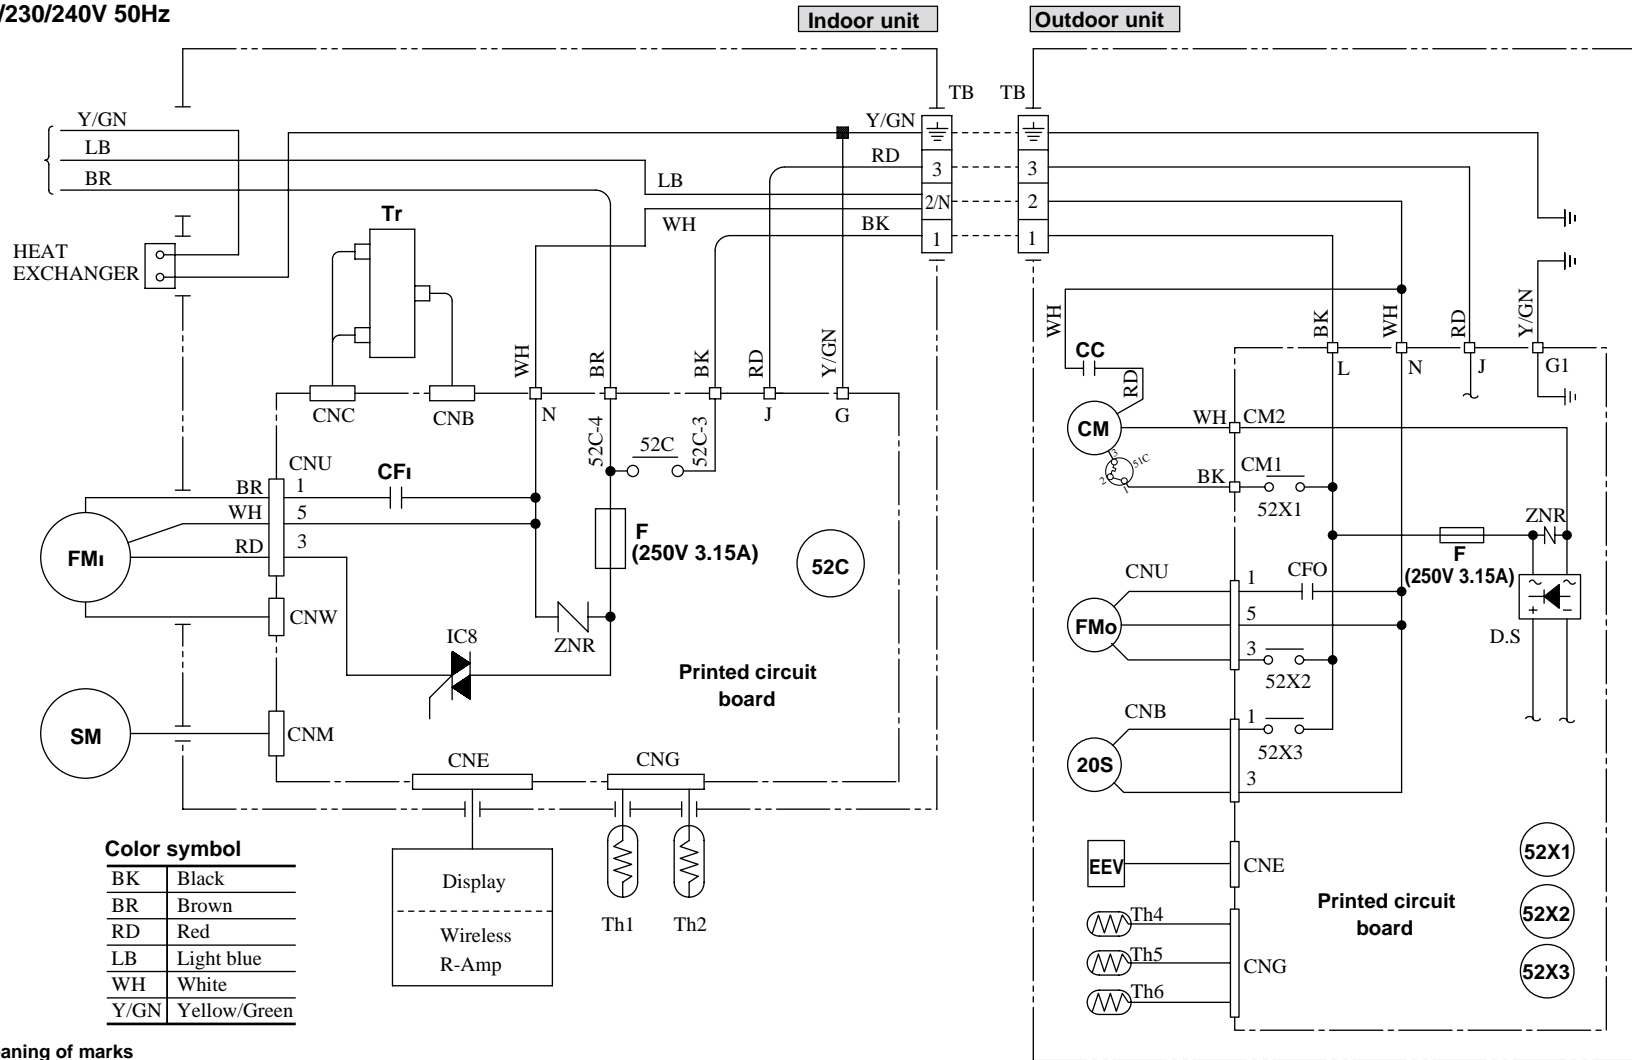 /230/240V 50Hz
Indoor unit
Outdoor unit
TB
TB
Y/GN
LB
BR
Y/GN
RD
3
3
LB
2/N
2
WH
BK
1
1
Tr
HEAT
EXCHANGER
WH
BR
BK
RD
Y/GN
CNC
CNB
N
52C-4
52C
52C-3
J
G
CNU
CFI
BR
1
WH
5
RD
3
FMI
F
(250V 3.15A)
52C
CNW
IC8
ZNR
Printed circuit
board
SM
CNM
CNE
CNG
Color symbol
BK Black
BR Brown
RD Red
LB Light blue
WH White
Y/GN Yellow/Green
Display
Wireless
R-Amp
Th1
Th2
WH
BK
WH
RD
Y/GN
CC
RD
L
N
J
G1
CM
WH
CM2
3
51C
2
1
BK
CM1
52X1
ZNR
F
(250V 3.15A)
CNU
1
CFO
5
FMo
3
52X2
~
~
+
−
D.S
CNB
1
52X3
20S
3
EEV
CNE
Th4
Th5
CNG
Th6
Printed circuit
board
52X1
52X2
52X3
aning of marks